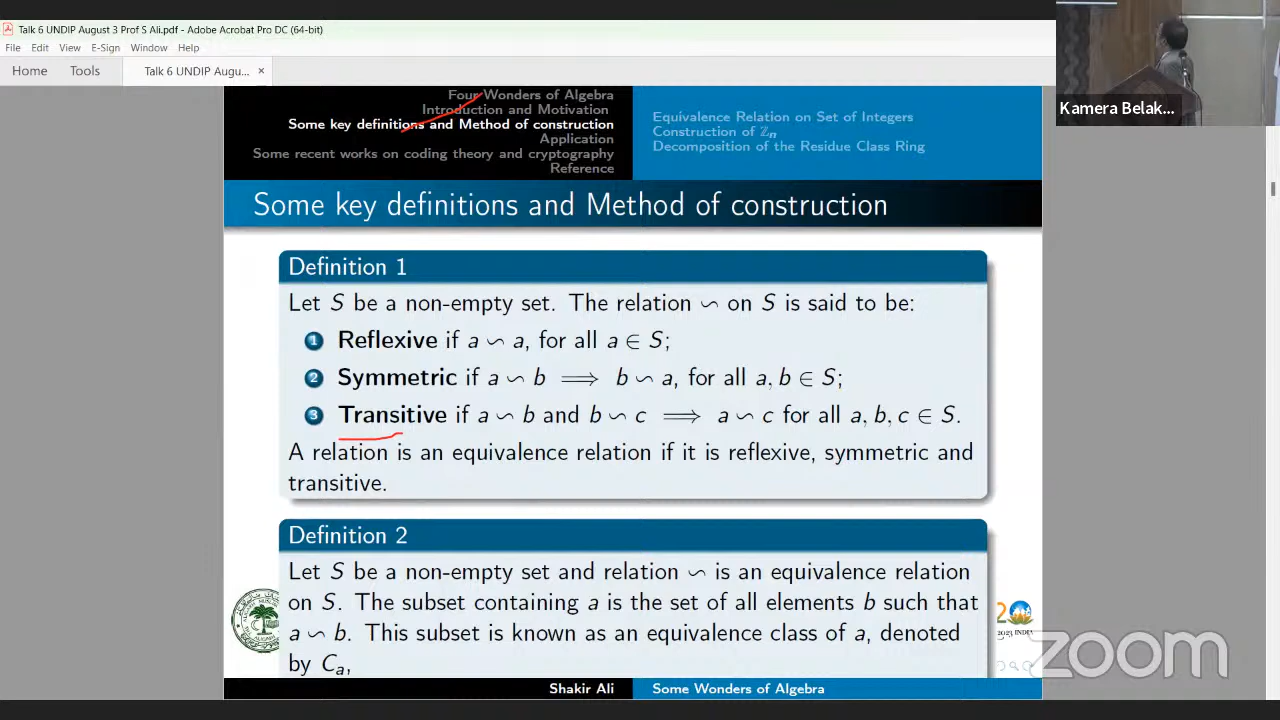 Talk 6 UNDIP August 3 Prof S Ali.pdf - Adobe Acrobat Pro DC (64-bit)
File Edit View E-Sign Window Help
Home Tools Talk 6 UNDIP Augu... ×
Kamera Belak...
Four Wonders of Algebra
Introduction and Motivation
Some key definitions and Method of construction
Application
Some recent works on coding theory and cryptography
Reference
Equivalence Relation on Set of Integers
Construction of ℤn
Decomposition of the Residue Class Ring
Some key definitions and Method of construction
Definition 1
Let S be a non-empty set. The relation ∽ on S is said to be:
1 Reflexive if a ∽ a, for all a ∈ S;
2 Symmetric if a ∽ b ⟹ b ∽ a, for all a, b ∈ S;
3 Transitive if a ∽ b and b ∽ c ⟹ a ∽ c for all a, b, c ∈ S.
A relation is an equivalence relation if it is reflexive, symmetric and
transitive.
Definition 2
Let S be a non-empty set and relation ∽ is an equivalence relation
on S. The subset containing a is the set of all elements b such that
a ∽ b. This subset is known as an equivalence class of a, denoted
by Ca,
2023 INDIA
zoom
Shakir Ali Some Wonders of Algebra